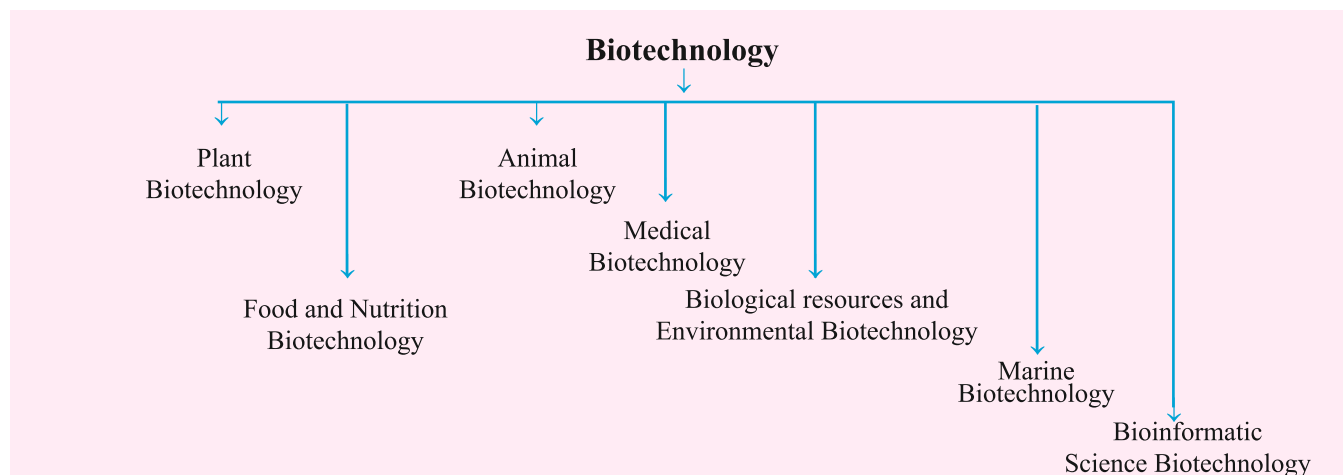 Biotechnology
Plant
Biotechnology
Animal
Biotechnology
Medical
Biotechnology
Food and Nutrition
Biotechnology
Biological resources and
Environmental Biotechnology
Marine
Biotechnology
Bioinformatic
Science Biotechnology